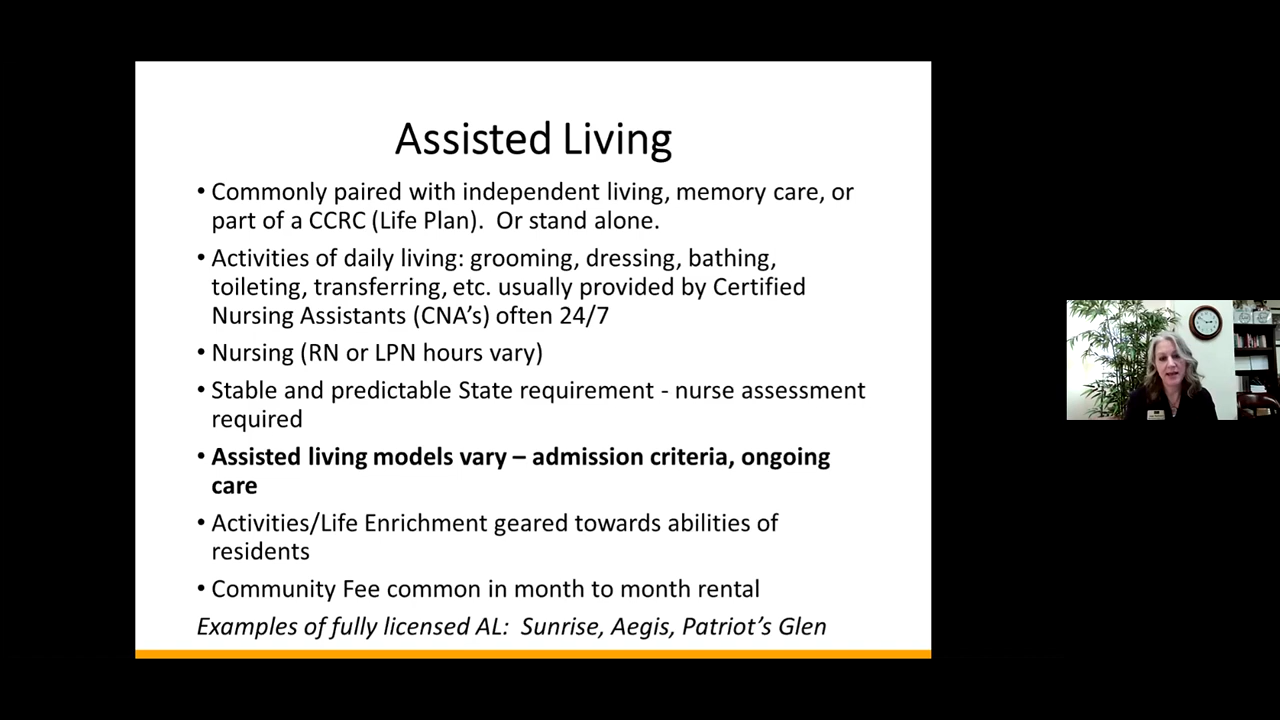 Assisted Living
• Commonly paired with independent living, memory care, or
part of a CCRC (Life Plan).  Or stand alone.
• Activities of daily living: grooming, dressing, bathing,
toileting, transferring, etc. usually provided by Certified
Nursing Assistants (CNA’s) often 24/7
• Nursing (RN or LPN hours vary)
• Stable and predictable State requirement - nurse assessment
required
• Assisted living models vary – admission criteria, ongoing
care
• Activities/Life Enrichment geared towards abilities of
residents
• Community Fee common in month to month rental
Examples of fully licensed AL:  Sunrise, Aegis, Patriot’s Glen